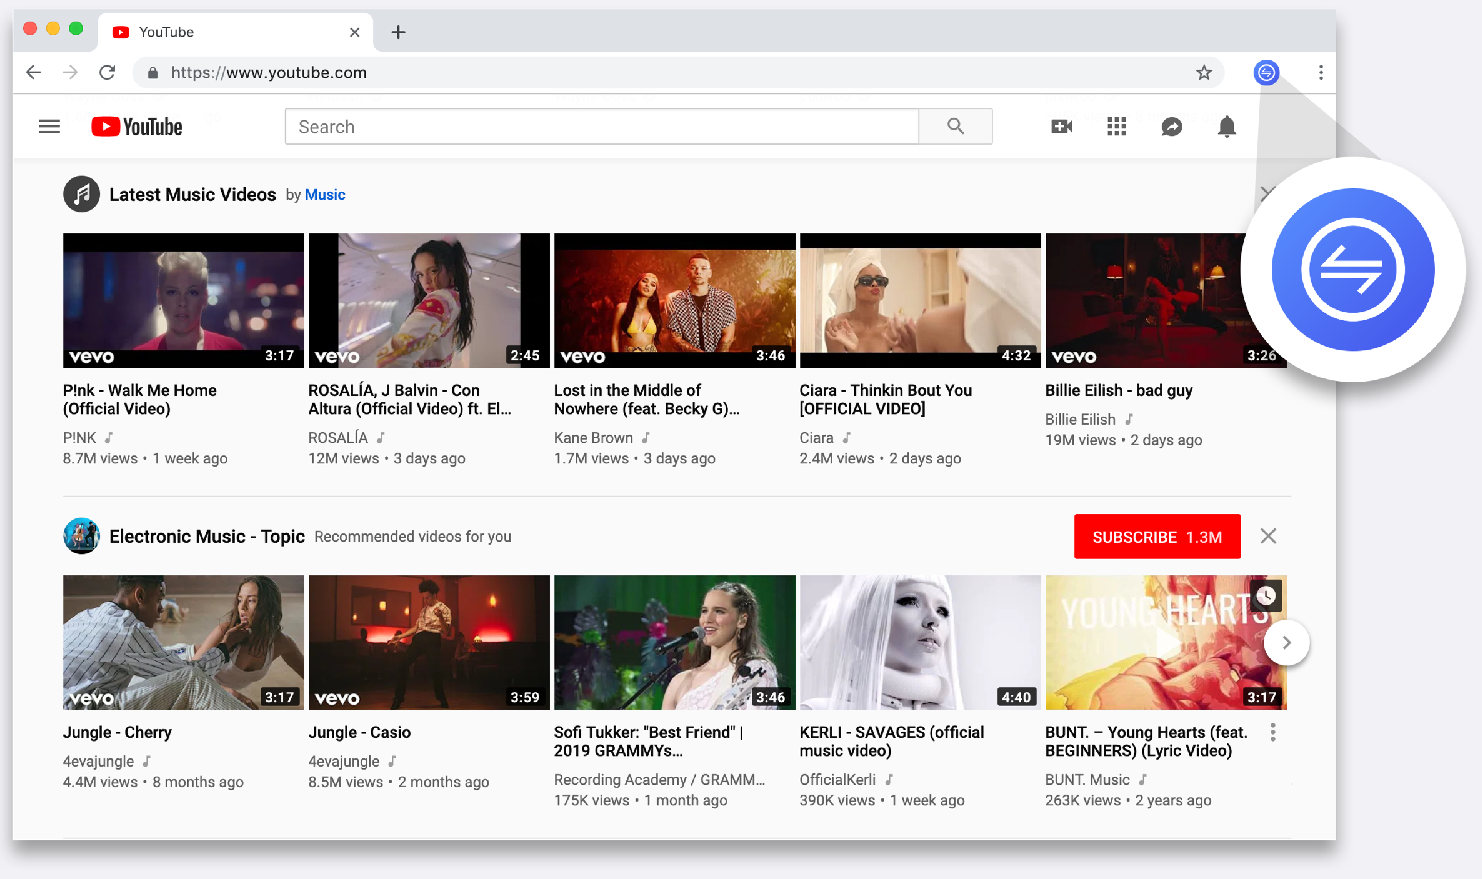 YouTube
https://www.youtube.com
YouTube
Search
Latest Music Videos by Music
vevo 3:17
vevo 2:45
vevo 3:46
4:32
vevo 3:26
P!nk - Walk Me Home
(Official Video)
P!NK
8.7M views • 1 week ago
ROSALÍA, J Balvin - Con
Altura (Official Video) ft. El...
ROSALÍA
12M views • 3 days ago
Lost in the Middle of
Nowhere (feat. Becky G)...
Kane Brown
1.7M views • 3 days ago
Ciara - Thinkin Bout You
[OFFICIAL VIDEO]
Ciara
2.4M views • 2 days ago
Billie Eilish - bad guy
Billie Eilish
19M views • 2 days ago
Electronic Music - Topic Recommended videos for you
SUBSCRIBE 1.3M
vevo 3:17
vevo 3:59
3:46
4:40
YOUNG HEARTS
3:17
Jungle - Cherry
4evajungle
4.4M views • 8 months ago
Jungle - Casio
4evajungle
8.5M views • 2 months ago
Sofi Tukker: "Best Friend" |
2019 GRAMMYs...
Recording Academy / GRAMM...
175K views • 1 month ago
KERLI - SAVAGES (official
music video)
OfficialKerli
390K views • 1 week ago
BUNT. – Young Hearts (feat.
BEGINNERS) (Lyric Video)
BUNT. Music
263K views • 2 years ago